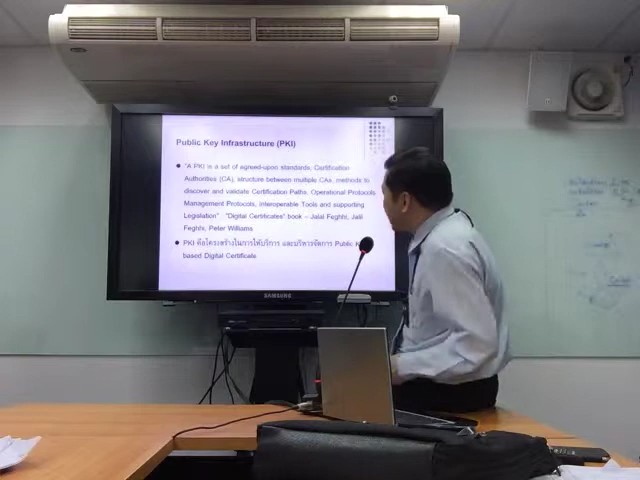 Public Key Infrastructure (PKI)
"A PKI is a set of agreed-upon standards, Certification
Authorities (CA), structure between multiple CAs, methods to
discover and validate Certification Paths, Operational Protocols
Management Protocols, Interoperable Tools and supporting
Legislation" "Digital Certificates" book – Jalal Feghhi, Jalil
Feghhi, Peter Williams
PKI คือโครงสร้างในการให้บริการ และบริหารจัดการ Public
based Digital Certificate
SAMSUNG